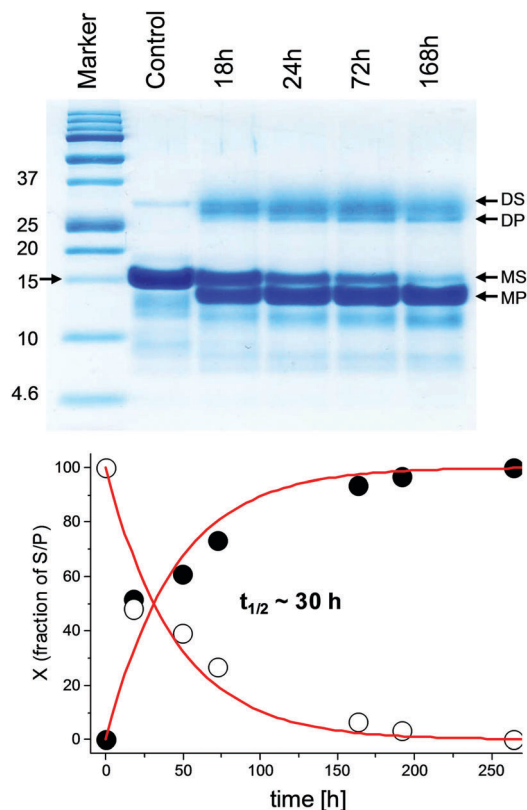 Marker
Control
18h
24h
72h
168h
37
25
20
15
10
4.6
DS
DP
MS
MP
100
80
60
40
20
0
X (fraction of S/P)
t1/2 ~ 30 h
0 50 100 150 200 250
time [h]